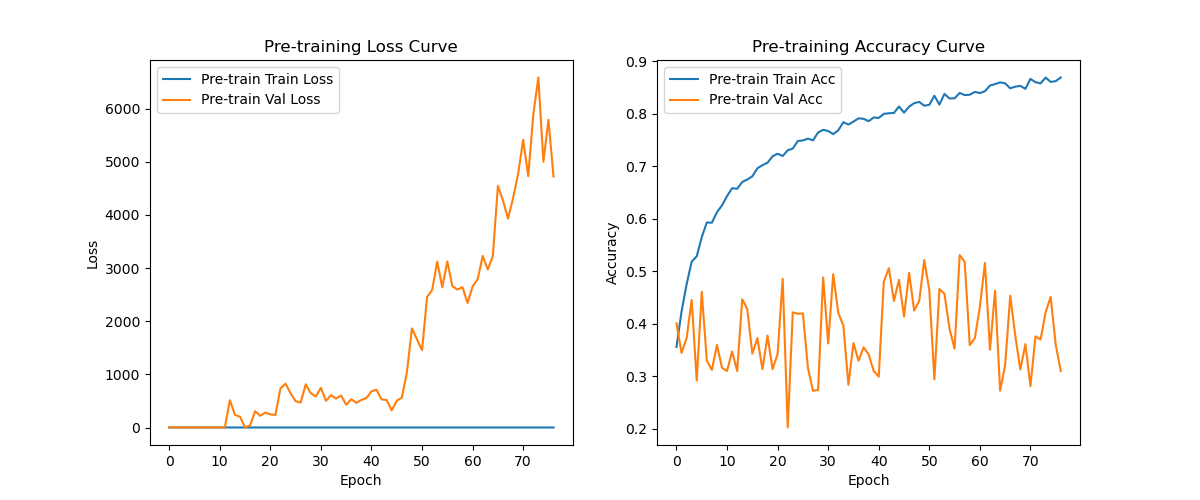 Pre-training Loss Curve
Pre-train Train Loss
Pre-train Val Loss
Loss
6000
5000
4000
3000
2000
1000
0
0 10 20 30 40 50 60 70
Epoch
Pre-training Accuracy Curve
Pre-train Train Acc
Pre-train Val Acc
Accuracy
0.9
0.8
0.7
0.6
0.5
0.4
0.3
0.2
0 10 20 30 40 50 60 70
Epoch